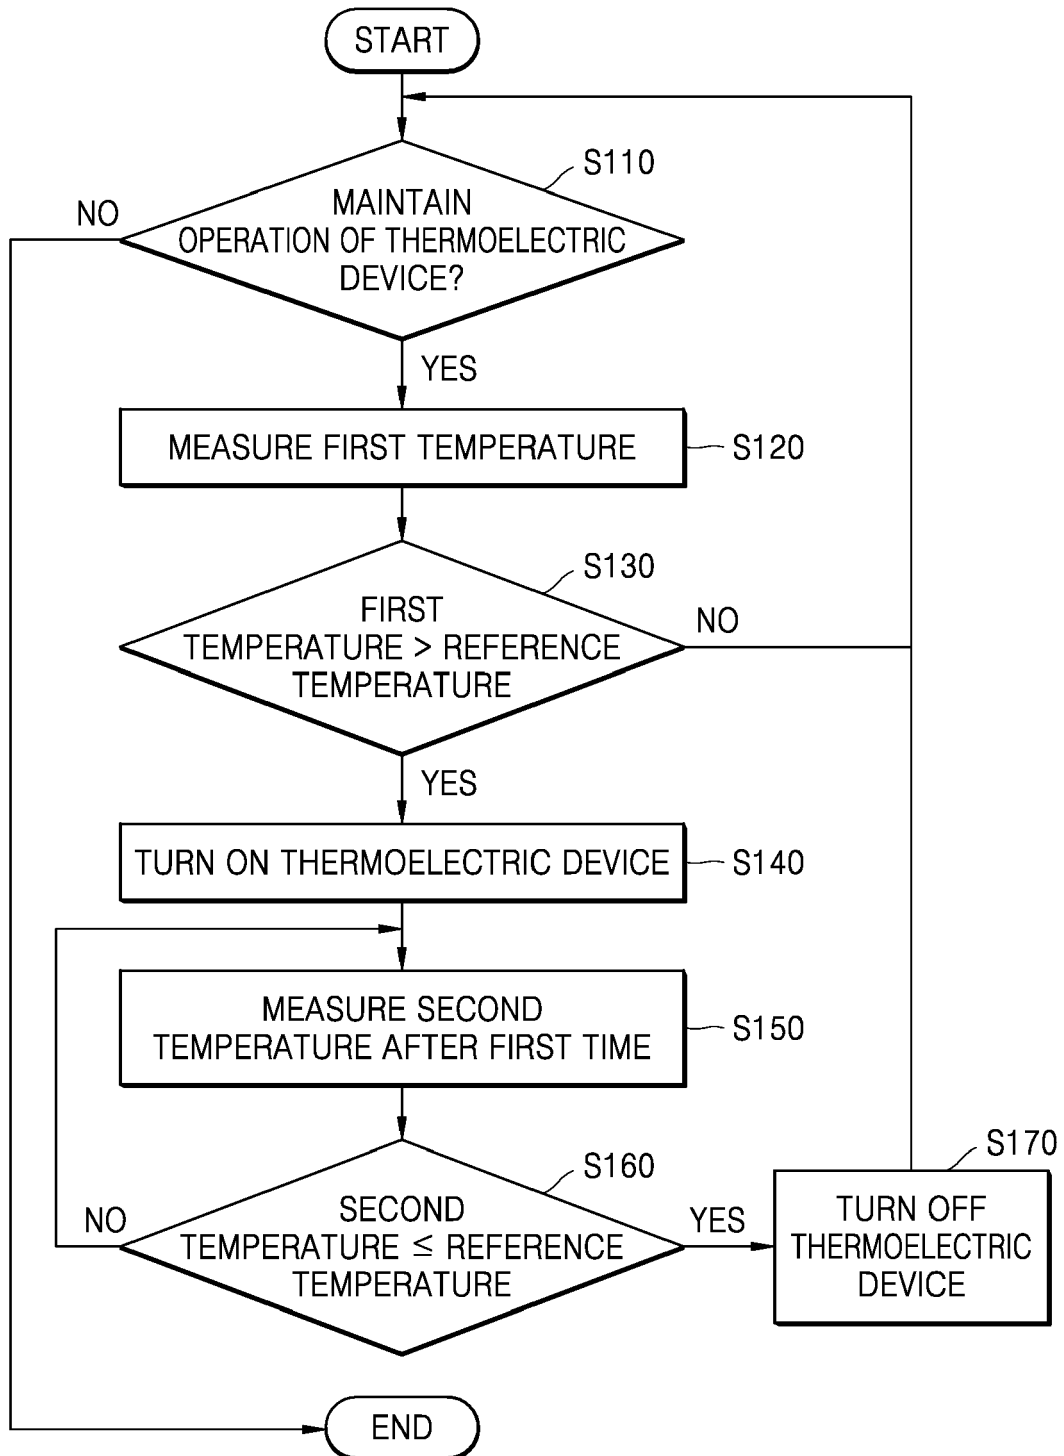 START
S110
NO
MAINTAIN
OPERATION OF THERMOELECTRIC
DEVICE?
YES
MEASURE FIRST TEMPERATURE
S120
S130
FIRST
TEMPERATURE > REFERENCE
TEMPERATURE
NO
YES
TURN ON THERMOELECTRIC DEVICE
S140
MEASURE SECOND
TEMPERATURE AFTER FIRST TIME
S150
S160
NO
SECOND
TEMPERATURE ≤ REFERENCE
TEMPERATURE
YES
S170
TURN OFF
THERMOELECTRIC
DEVICE
END